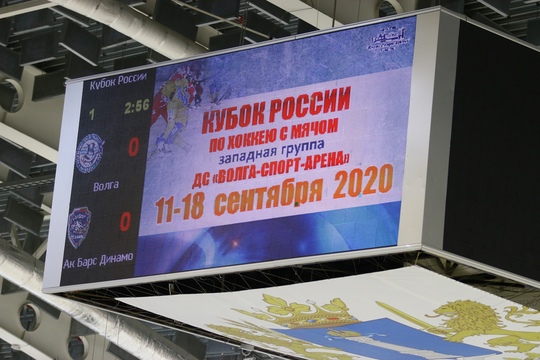 Кубок России
1 2:56
0
Волга
0
Ак Барс Динамо
КУБОК РОССИИ
ПО ХОККЕЮ С МЯЧОМ
западная группа
ДС «ВОЛГА-СПОРТ-АРЕНА»
11-18 сентября 2020